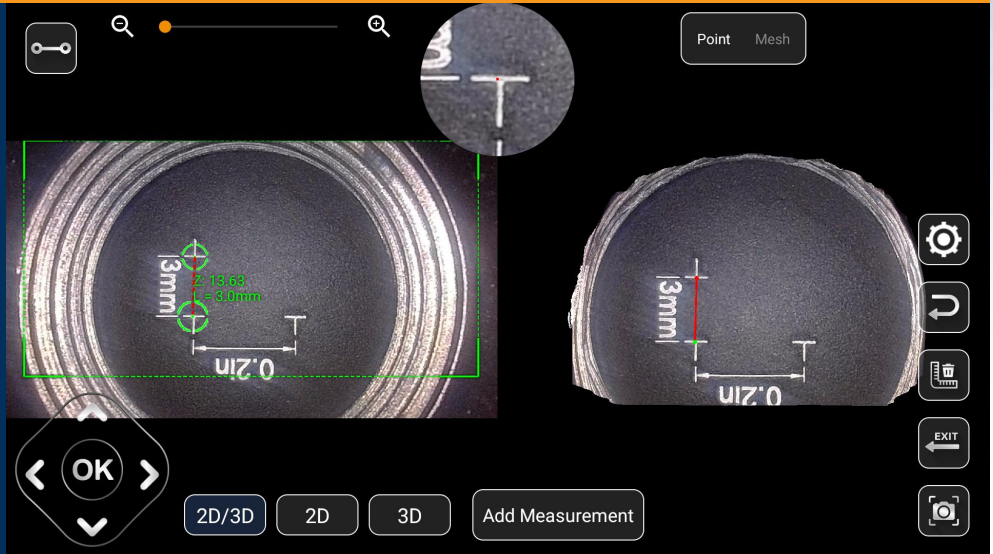 Point
Mesh
3mm
Z: 13.63
L = 3.0mm
0.2in
3mm
0.2in
EXIT
OK
2D/3D
2D
3D
Add Measurement